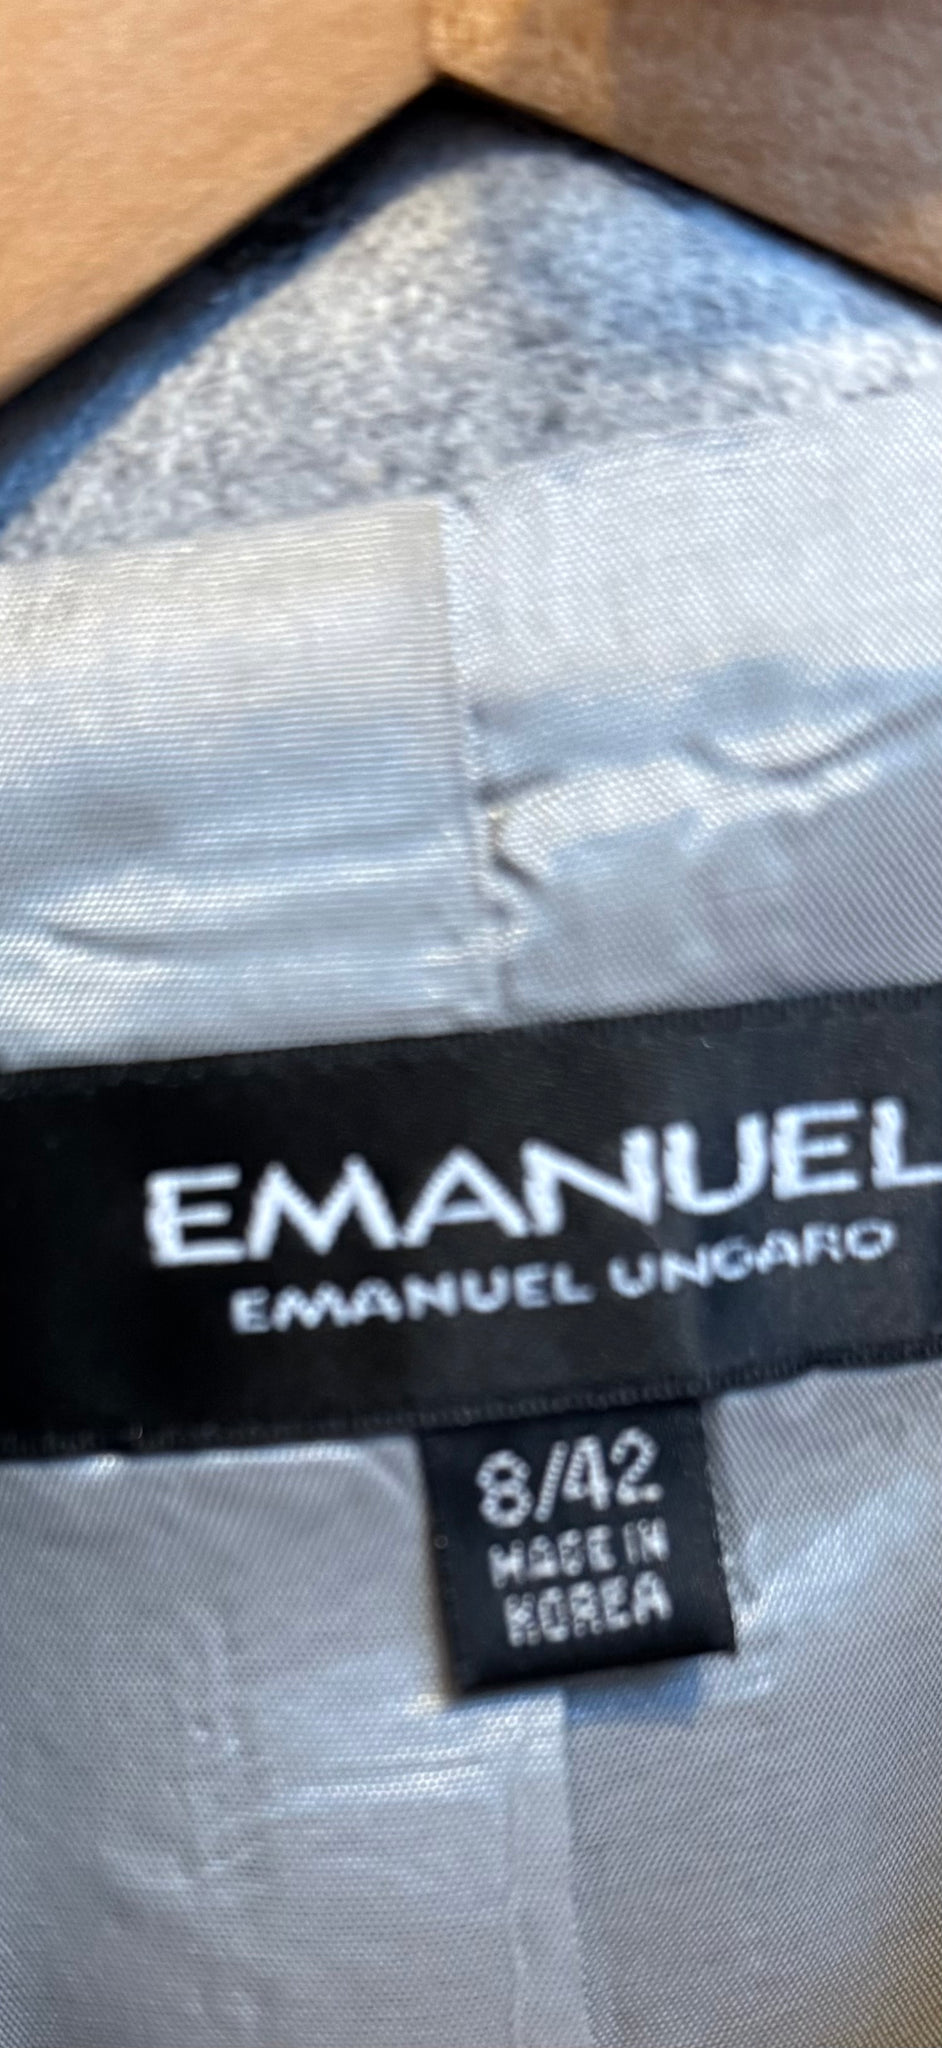 EMANUEL
EMANUEL UNGARO
8/42
MADE IN
KOREA